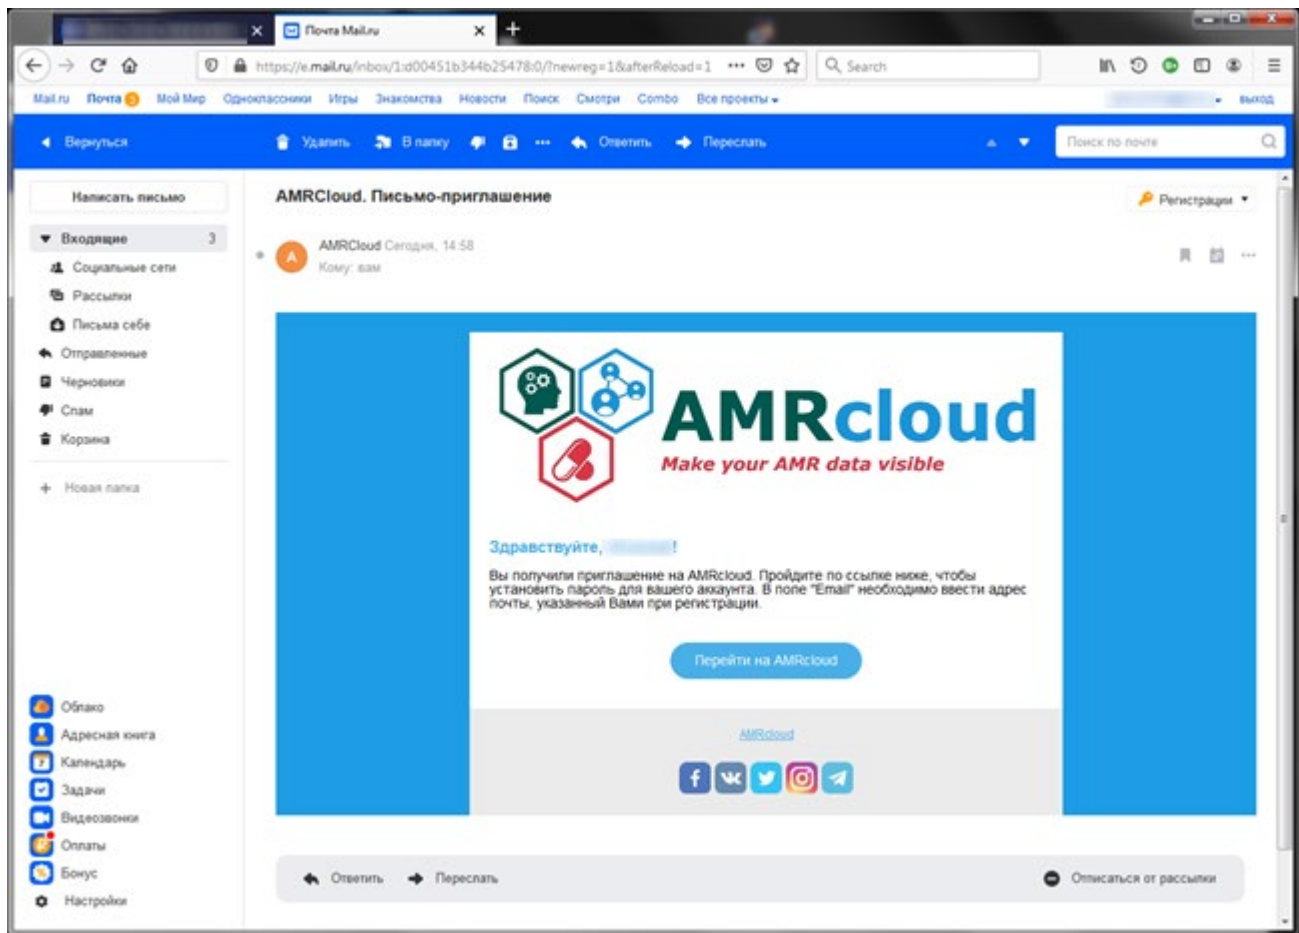 Почта Mail.ru
https://e.mail.ru/inbox/1:d00451b344b25478:0/?newreg=1&afterReload=1
Search
Mail.ru Почта 3 Мой Мир Одноклассники Игры Знакомства Новости Поиск Смотри Combo Все проекты
выход
Вернуться
Удалить В папку Ответить Переслать
Поиск по почте
Написать письмо
AMRCloud. Письмо-приглашение
Регистрации
Входящие 3
AMRCloud Сегодня, 14:58
A
Кому: вам
Социальные сети
Рассылки
Письма себе
Отправленные
Черновики
Спам
Корзина
Новая папка
AMRcloud
Make your AMR data visible
Здравствуйте, !
Вы получили приглашение на AMRcloud. Пройдите по ссылке ниже, чтобы
установить пароль для вашего аккаунта. В поле "Email" необходимо ввести адрес
почты, указанный Вами при регистрации.
Перейти на AMRcloud
AMRcloud
Облако
Адресная книга
7 Календарь
Задачи
Видеозвонки
Оплаты
Бонус
Настройки
Ответить Переслать
Отписаться от рассылки